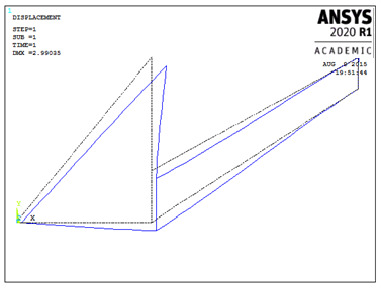 1
DISPLACEMENT
STEP=1
SUB =1
TIME=1
DMX =2.99035
ANSYS
2020 R1
ACADEMIC
AUG 9 2015
19:51:44
X